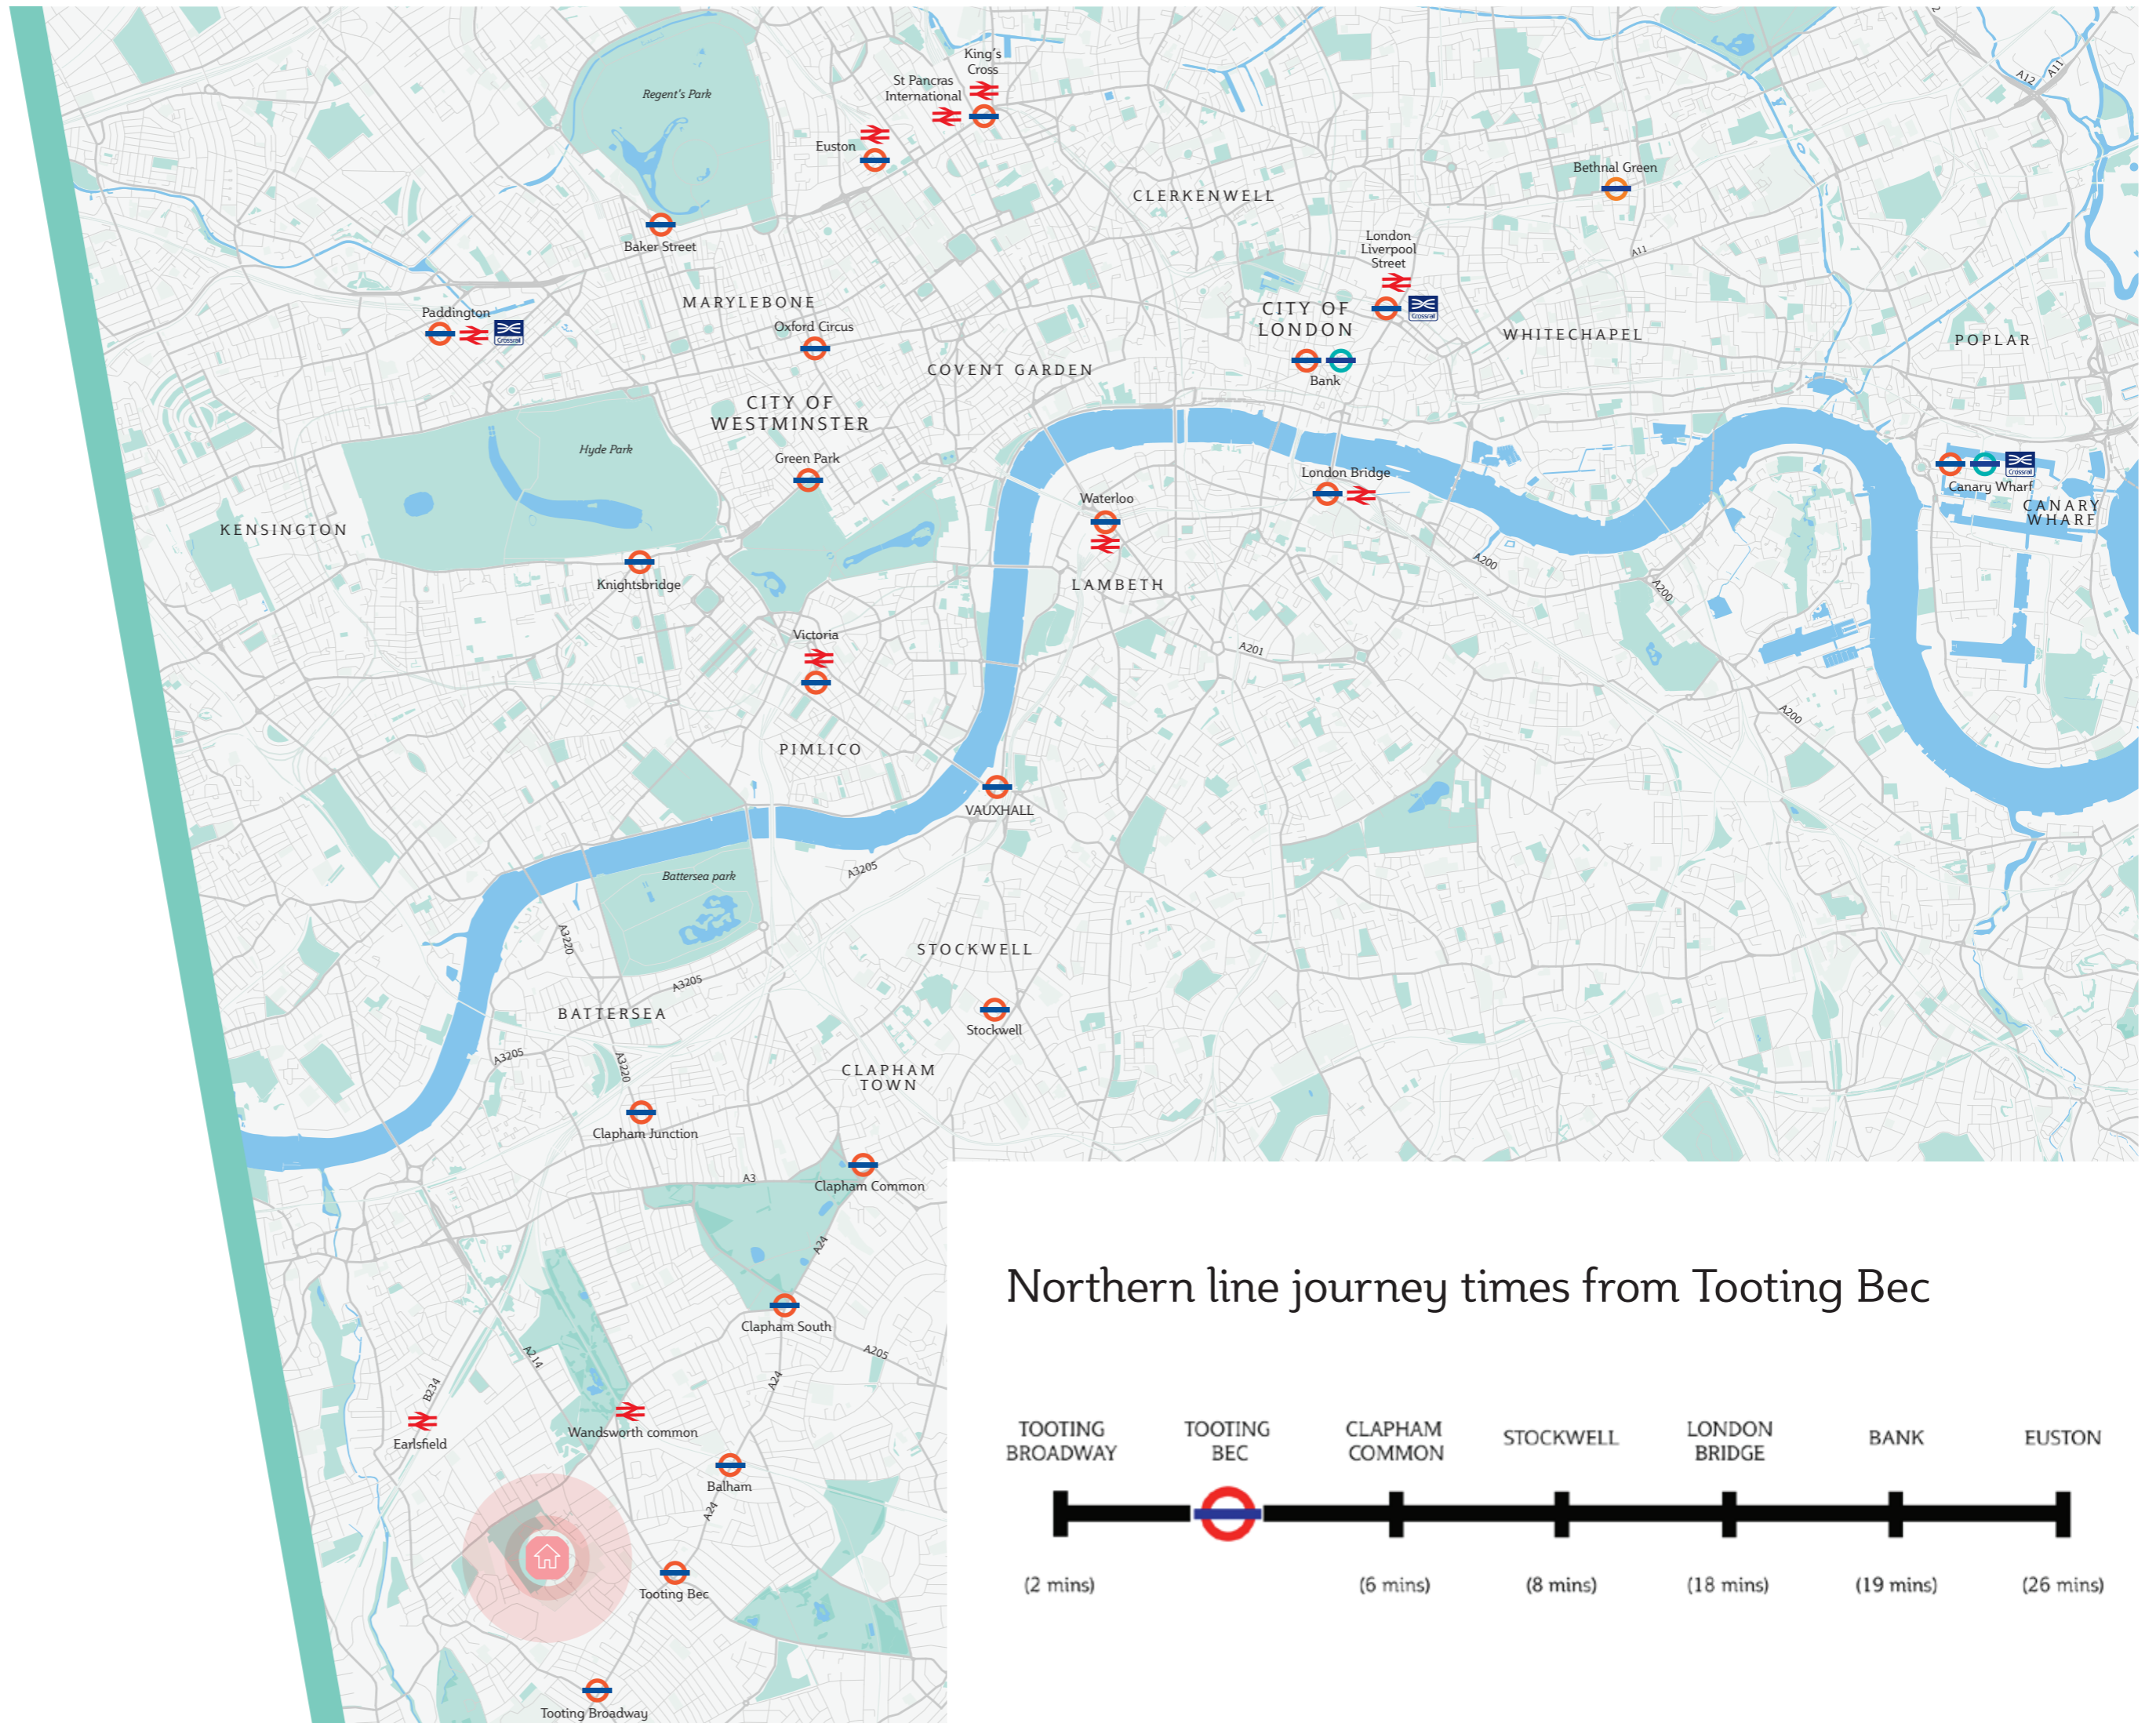 King's
Cross
St Pancras
International
Regent's Park
Euston
A12
A11
Bethnal Green
CLERKENWELL
Baker Street
London
Liverpool
Street
A11
MARYLEBONE
Paddington
Crossrail
Oxford Circus
CITY OF
LONDON
Crossrail
WHITECHAPEL
POPLAR
COVENT GARDEN
Bank
CITY OF
WESTMINSTER
Hyde Park
Green Park
London Bridge
Crossrail
Canary Wharf
CANARY
WHARF
Waterloo
KENSINGTON
Knightsbridge
LAMBETH
A200
A200
Victoria
A201
A200
PIMLICO
VAUXHALL
A3205
Battersea park
A3220
STOCKWELL
A3205
BATTERSEA
Stockwell
A3205
A3220
CLAPHAM
TOWN
Clapham Junction
A3
Clapham Common
A24
Clapham South
A205
A214
B234
A24
Earlsfield
Wandsworth common
Balham
A24
Tooting Bec
Tooting Broadway
Northern line journey times from Tooting Bec
TOOTING
BROADWAY
TOOTING
BEC
CLAPHAM
COMMON
STOCKWELL
LONDON
BRIDGE
BANK
EUSTON
(2 mins)
(6 mins)
(8 mins)
(18 mins)
(19 mins)
(26 mins)